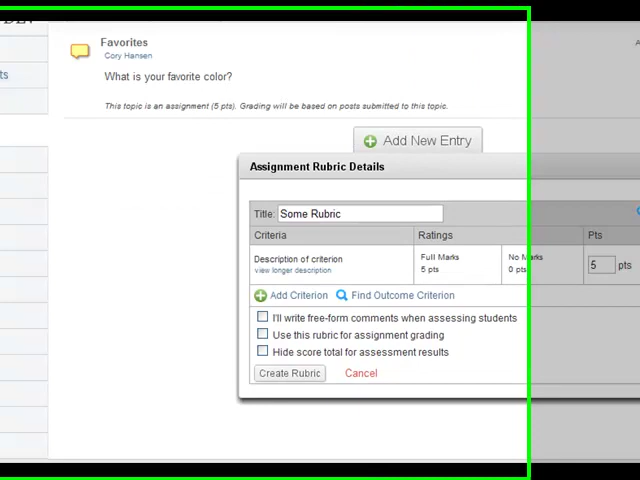 Favorites
Cory Hansen
ts
What is your favorite color?
This topic is an assignment (5 pts). Grading will be based on posts submitted to this topic.
Add New Entry
Assignment Rubric Details
Title: Some Rubric
Criteria Ratings Pts
Description of criterion Full Marks No Marks
view longer description 5 pts 0 pts 5 pts
Add Criterion Find Outcome Criterion
I'll write free-form comments when assessing students
Use this rubric for assignment grading
Hide score total for assessment results
Create Rubric Cancel